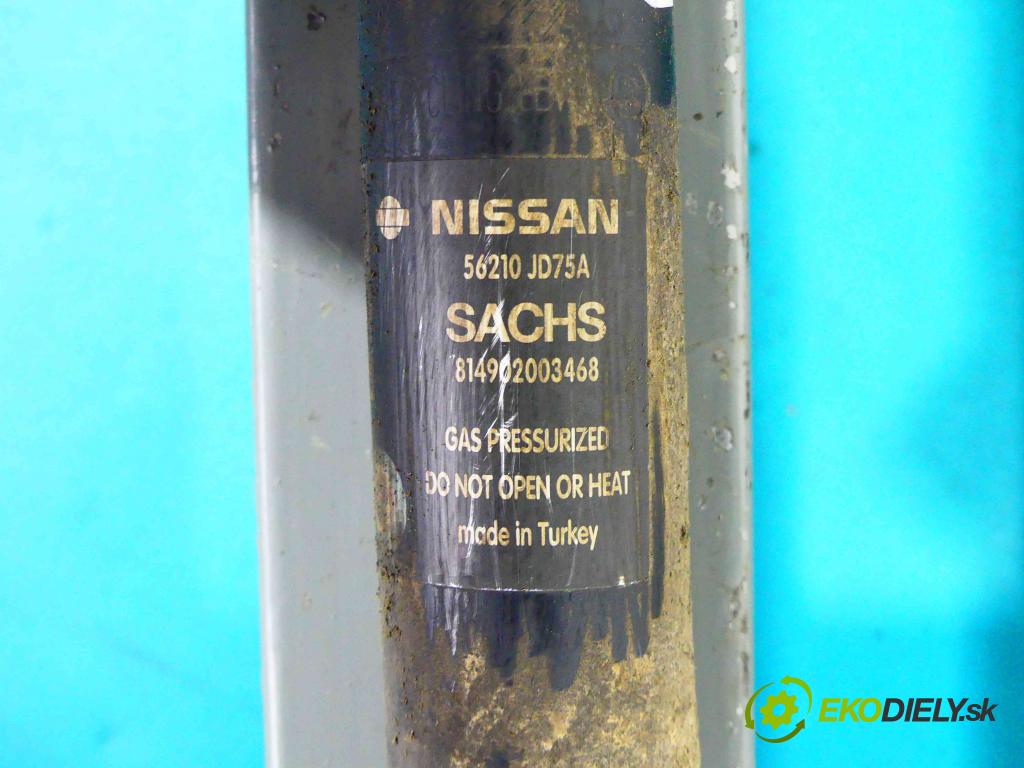 NISSAN
56210 JD75A
SACHS
814902003468
GAS PRESSURIZED
DO NOT OPEN OR HEAT
made in Turkey
EKODIELY.sk